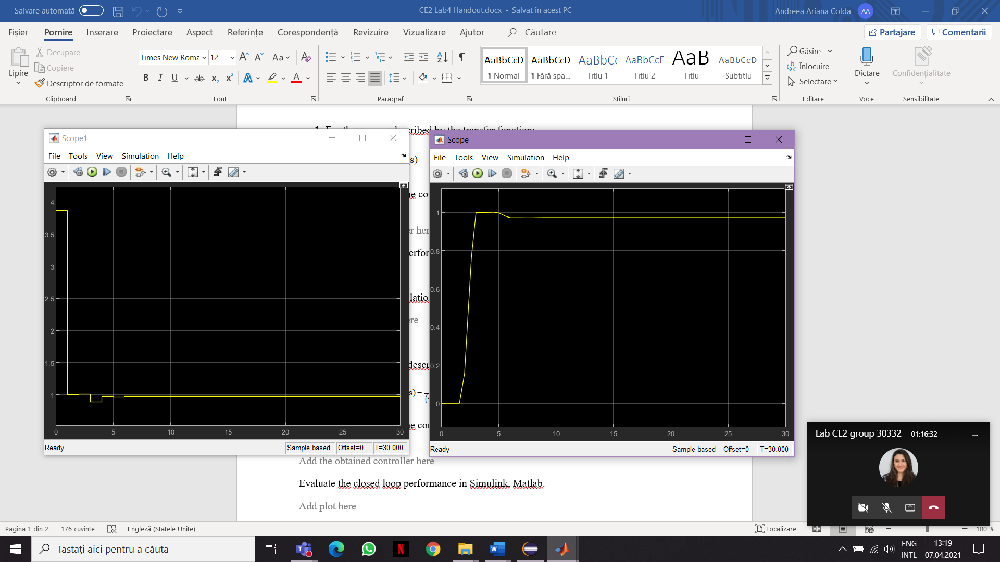 Salvare automată
CE2 Lab4 Handout.docx - Salvat în acest PC
Andreea Ariana Colda AA
Fișier Pornire Inserare Proiectare Aspect Referințe Corespondență Revizuire Vizualizare Ajutor Căutare Partajare Comentarii
Lipire
Decupare
Copiere
Descriptor de formate
Clipboard
Times New Roma 12
Aa
B I U ab x₂ x² A A
Font
Paragraf
AaBbCcD AaBbCcD AaBbC AaBbCcD AaB AaBbCcD
¶ Normal ¶ Fără spa... Titlu 1 Titlu 2 Titlu Subtitlu
Stiluri
Găsire
Înlocuire
Selectare
Editare
Dictare
Voce
Confidențialitate
Sensibilitate
cribed by the transfer function:
Scope1
File Tools View Simulation Help
4
3.5
3
2.5
2
1.5
1
0 5 10 15 20 25 30
Ready Sample based Offset=0 T=30.000
(s) =
ne co
er her
erfor
elation
ere
descr
(s) =
ne co
Scope
File Tools View Simulation Help
1
0.8
0.6
0.4
0.2
0
0 5 10 15 20 25 30
Ready Sample based Offset=0 T=30.000
Add the obtained controller here
Evaluate the closed loop performance in Simulink, Matlab.
Add plot here
Lab CE2 group 30332 01:16:32
Pagina 1 din 2 176 cuvinte Engleză (Statele Unite) Focalizare 100 %
Tastați aici pentru a căuta
ENG
INTL
13:19
07.04.2021